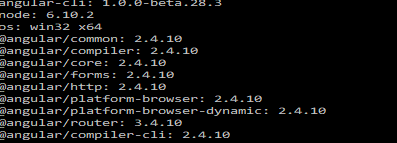 angular-cli: 1.0.0-beta.28.3
node: 6.10.2
os: win32 x64
@angular/common: 2.4.10
@angular/compiler: 2.4.10
@angular/core: 2.4.10
@angular/forms: 2.4.10
@angular/http: 2.4.10
@angular/platform-browser: 2.4.10
@angular/platform-browser-dynamic: 2.4.10
@angular/router: 3.4.10
@angular/compiler-cli: 2.4.10